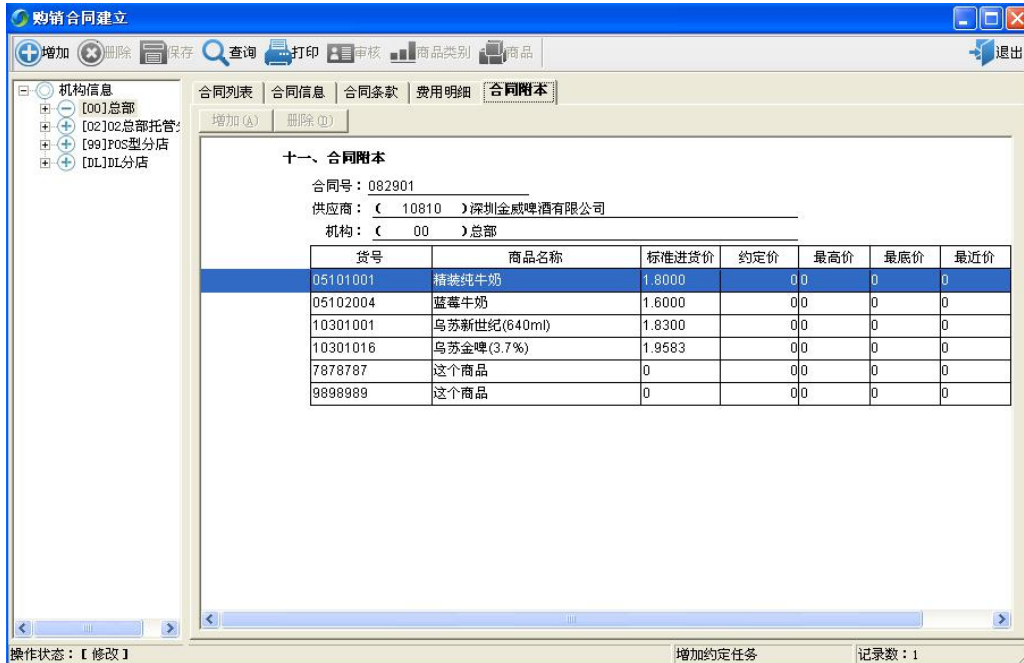 购销合同建立
增加 删除 保存 查询 打印 审核 商品类别 商品 退出
机构信息
[00]总部
[02]02总部托管
[99]POS型分店
[DL]DL分店
合同列表 合同信息 合同条款 费用明细 合同附本
增加(A) 删除(D)
十一、合同附本
合同号：082901
供应商：( 10810 )深圳金威啤酒有限公司
机构：( 00 )总部
货号 商品名称 标准进货价 约定价 最高价 最底价 最近价
05101001 精装纯牛奶 1.8000 0 0 0 0
05102004 蓝莓牛奶 1.6000 0 0 0 0
10301001 乌苏新世纪(640ml) 1.8300 0 0 0 0
10301016 乌苏金啤(3.7%) 1.9583 0 0 0 0
7878787 这个商品 0 0 0 0 0
9898989 这个商品 0 0 0 0 0
操作状态：[修改] 增加约定任务 记录数：1